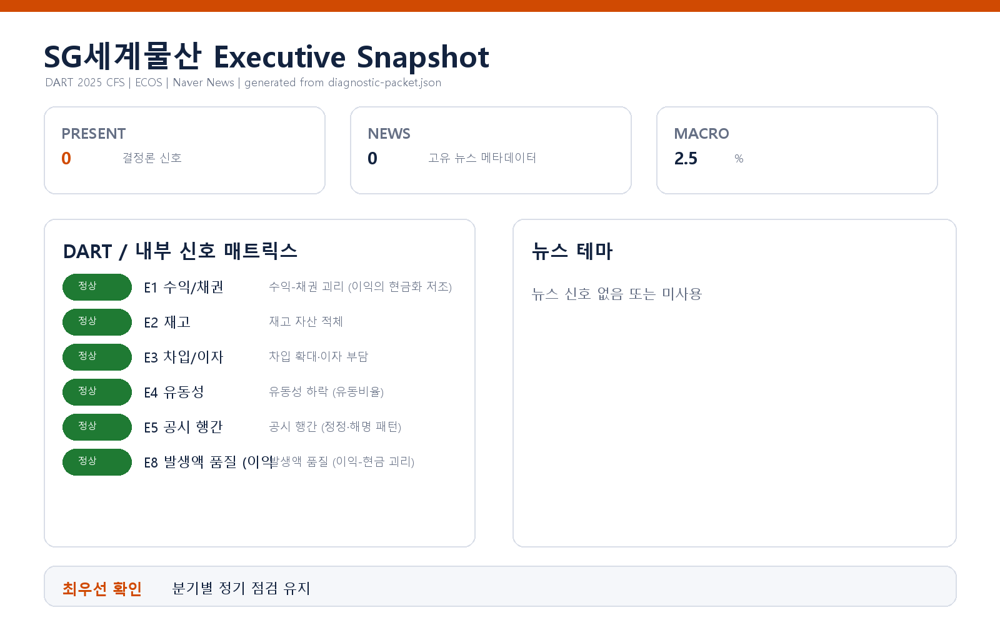 SG세계물산 Executive Snapshot
DART 2025 CFS | ECOS | Naver News | generated from diagnostic-packet.json
PRESENT
0 결정론 신호
NEWS
0 고유 뉴스 메타데이터
MACRO
2.5 %
DART / 내부 신호 매트릭스
정상 E1 수익/채권 수익-채권 괴리 (이익의 현금화 저조)
정상 E2 재고 재고 자산 적체
정상 E3 차입/이자 차입 확대·이자 부담
정상 E4 유동성 유동성 하락 (유동비율)
정상 E5 공시 행간 공시 행간 (정정·해명 패턴)
정상 E8 발생액 품질 (이익 발생액 품질 (이익-현금 괴리)
뉴스 테마
뉴스 신호 없음 또는 미사용
최우선 확인 분기별 정기 점검 유지